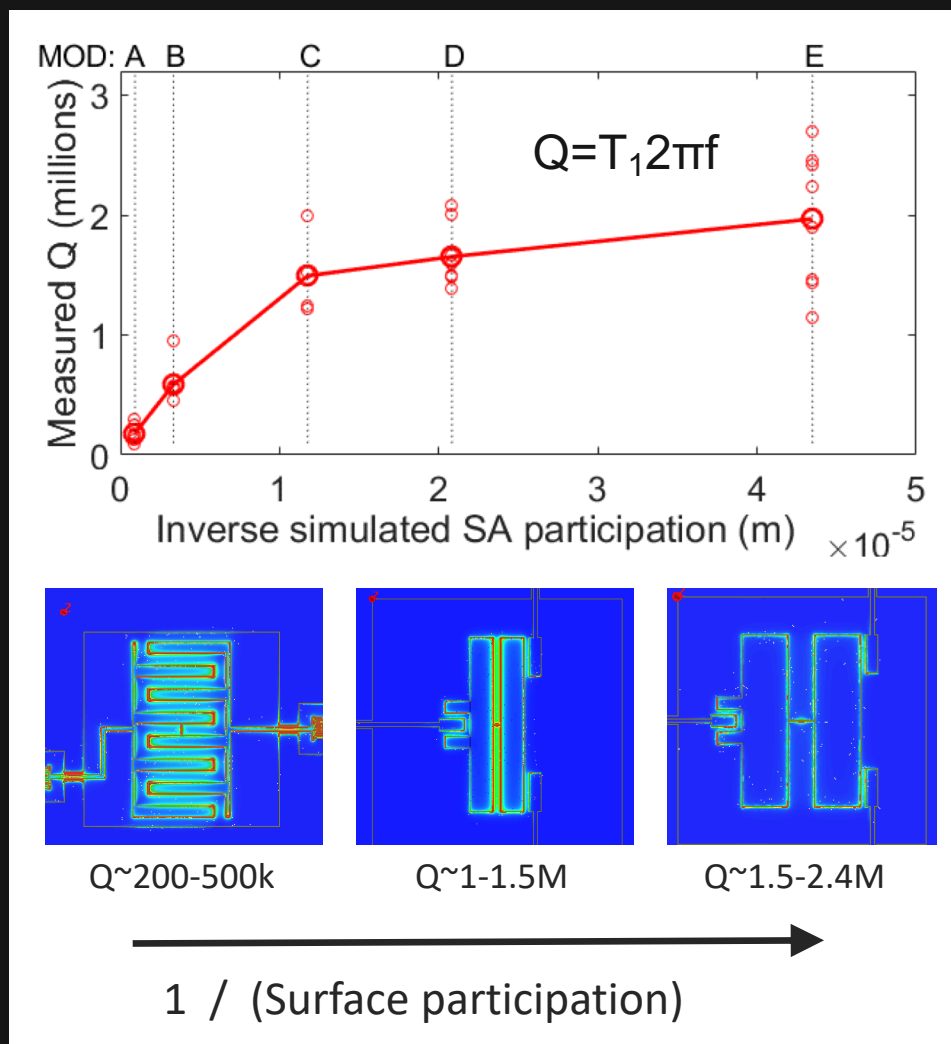 MOD: A B C D E
3
2
1
0
Measured Q (millions)
Q=T₁2πf
0 1 2 3 4 5
Inverse simulated SA participation (m) ×10⁻⁵
Q~200-500k Q~1-1.5M Q~1.5-2.4M
1 / (Surface participation)